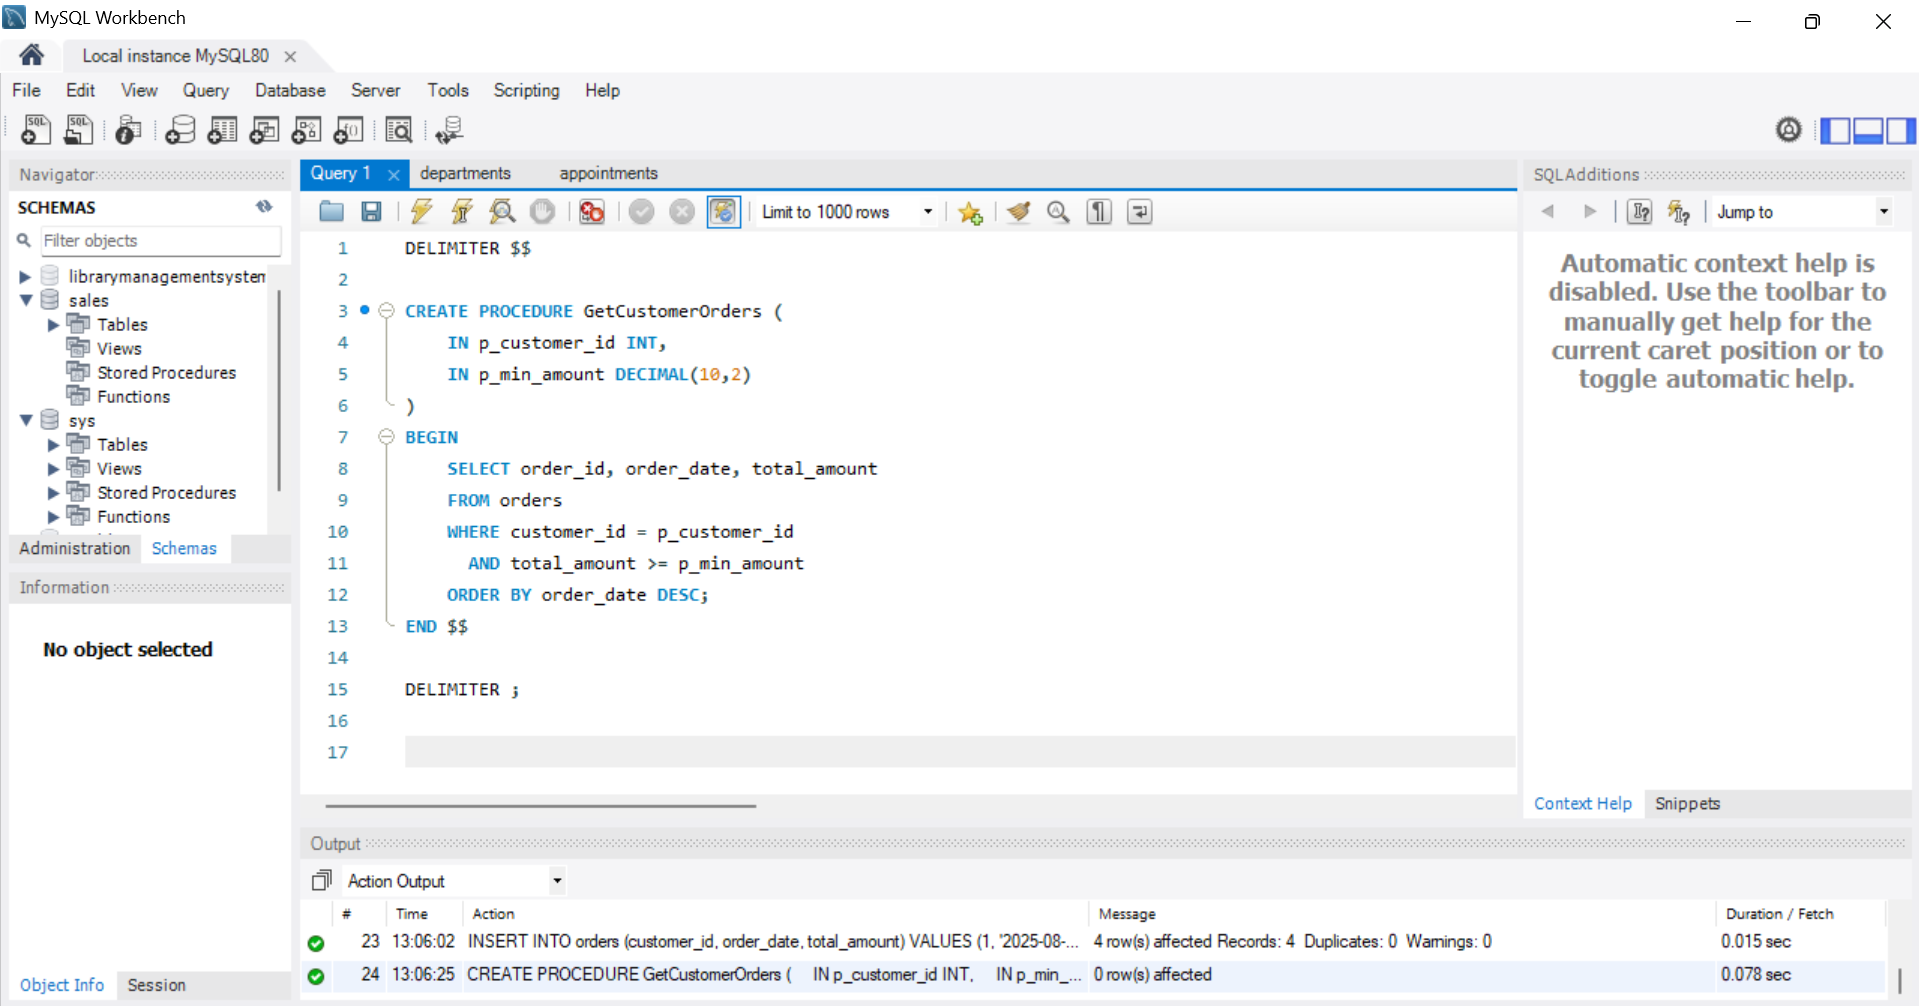 MySQL Workbench
Local instance MySQL80
File Edit View Query Database Server Tools Scripting Help
Navigator
SCHEMAS
Filter objects
librarymanagementsystem
sales
Tables
Views
Stored Procedures
Functions
sys
Tables
Views
Stored Procedures
Functions
Administration Schemas
Information
No object selected
Object Info Session
Query 1 departments appointments
Limit to 1000 rows
1 DELIMITER $$
2
3 CREATE PROCEDURE GetCustomerOrders (
4 IN p_customer_id INT,
5 IN p_min_amount DECIMAL(10,2)
6 )
7 BEGIN
8 SELECT order_id, order_date, total_amount
9 FROM orders
10 WHERE customer_id = p_customer_id
11 AND total_amount >= p_min_amount
12 ORDER BY order_date DESC;
13 END $$
14
15 DELIMITER ;
16
17
SQLAdditions
Jump to
Automatic context help is
disabled. Use the toolbar to
manually get help for the
current caret position or to
toggle automatic help.
Context Help Snippets
Output
Action Output
# Time Action Message Duration / Fetch
23 13:06:02 INSERT INTO orders (customer_id, order_date, total_amount) VALUES (1, '2025-08-... 4 row(s) affected Records: 4 Duplicates: 0 Warnings: 0 0.015 sec
24 13:06:25 CREATE PROCEDURE GetCustomerOrders ( IN p_customer_id INT, IN p_min_... 0 row(s) affected 0.078 sec